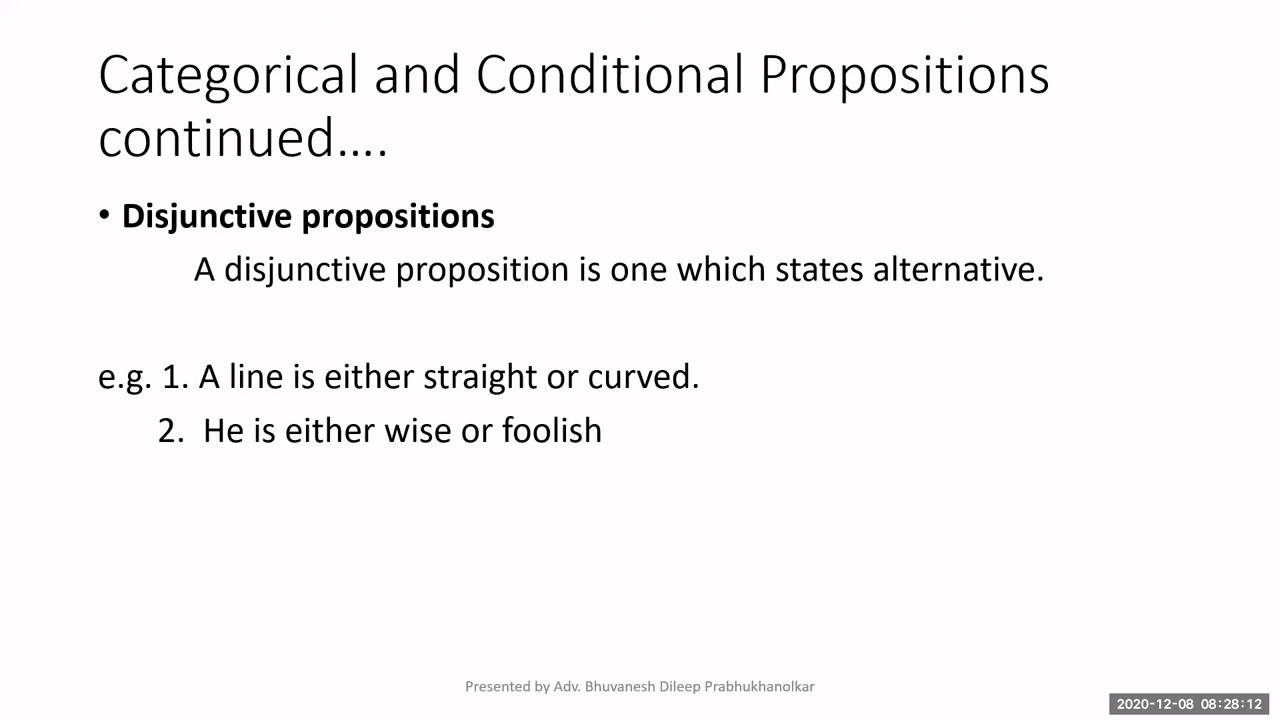 Categorical and Conditional Propositions
continued....
• Disjunctive propositions
A disjunctive proposition is one which states alternative.
e.g. 1. A line is either straight or curved.
2. He is either wise or foolish
Presented by Adv. Bhuvanesh Dileep Prabhukhanolkar
2020-12-08 08:28:12